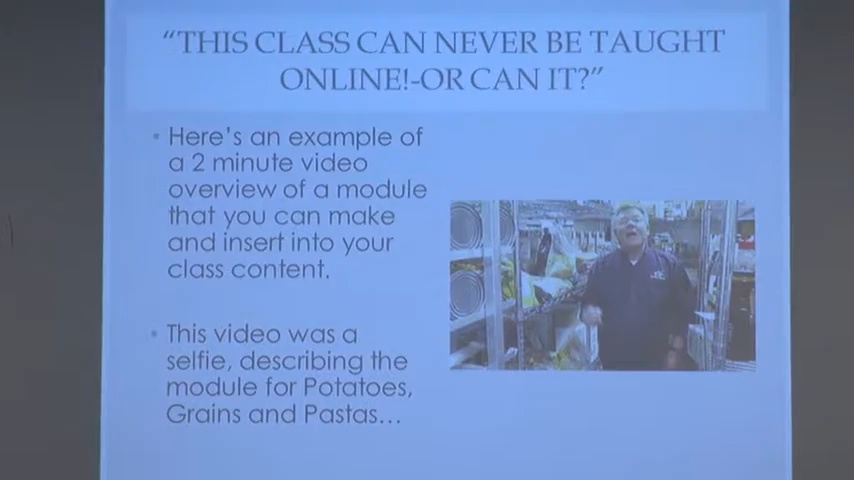 “THIS CLASS CAN NEVER BE TAUGHT
ONLINE!-OR CAN IT?”
• Here’s an example of
a 2 minute video
overview of a module
that you can make
and insert into your
class content.
• This video was a
selfie, describing the
module for Potatoes,
Grains and Pastas…